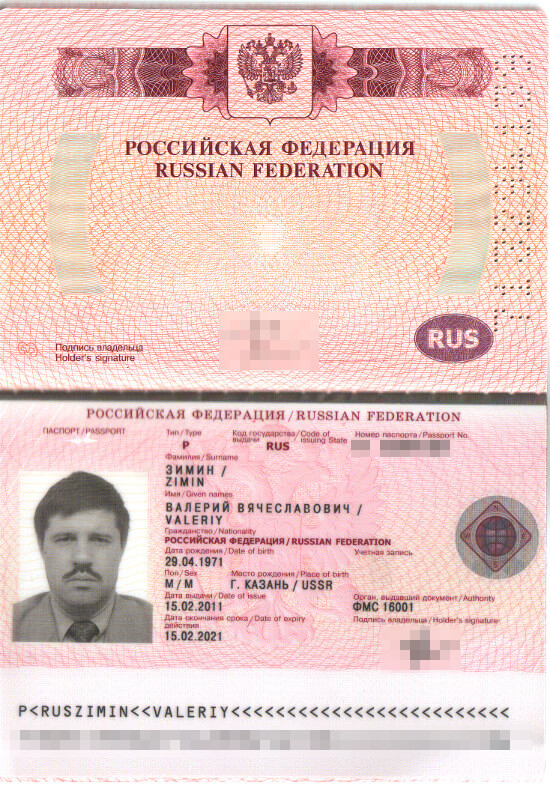 РОССИЙСКАЯ ФЕДЕРАЦИЯ
RUSSIAN FEDERATION
Подпись владельца
Holder's signature
RUS
РОССИЙСКАЯ ФЕДЕРАЦИЯ/RUSSIAN FEDERATION
ПАСПОРТ/PASSPORT
Тип/Type
Код государства/Code of
выдачи issuing State
Номер паспорта/Passport No.
P
RUS
Фамилия/Surname
ЗИМИН /
ZIMIN
Имя/Given names
ВАЛЕРИЙ ВЯЧЕСЛАВОВИЧ /
VALERIY
Гражданство/Nationality
РОССИЙСКАЯ ФЕДЕРАЦИЯ/RUSSIAN FEDERATION
Дата рождения/Date of birth
Учетная запись
29.04.1971
Пол/Sex
Место рождения/Place of birth
М/M
Г. КАЗАНЬ / USSR
Дата выдачи/Date of issue
Орган, выдавший документ/Authority
15.02.2011
ФМС 16001
Дата окончания срока/Date of expiry
действия
Подпись владельца/Holder's signature
15.02.2021
P<RUSZIMIN<<VALERIY<<<<<<<<<<<<<<<<<<<<<<<<<